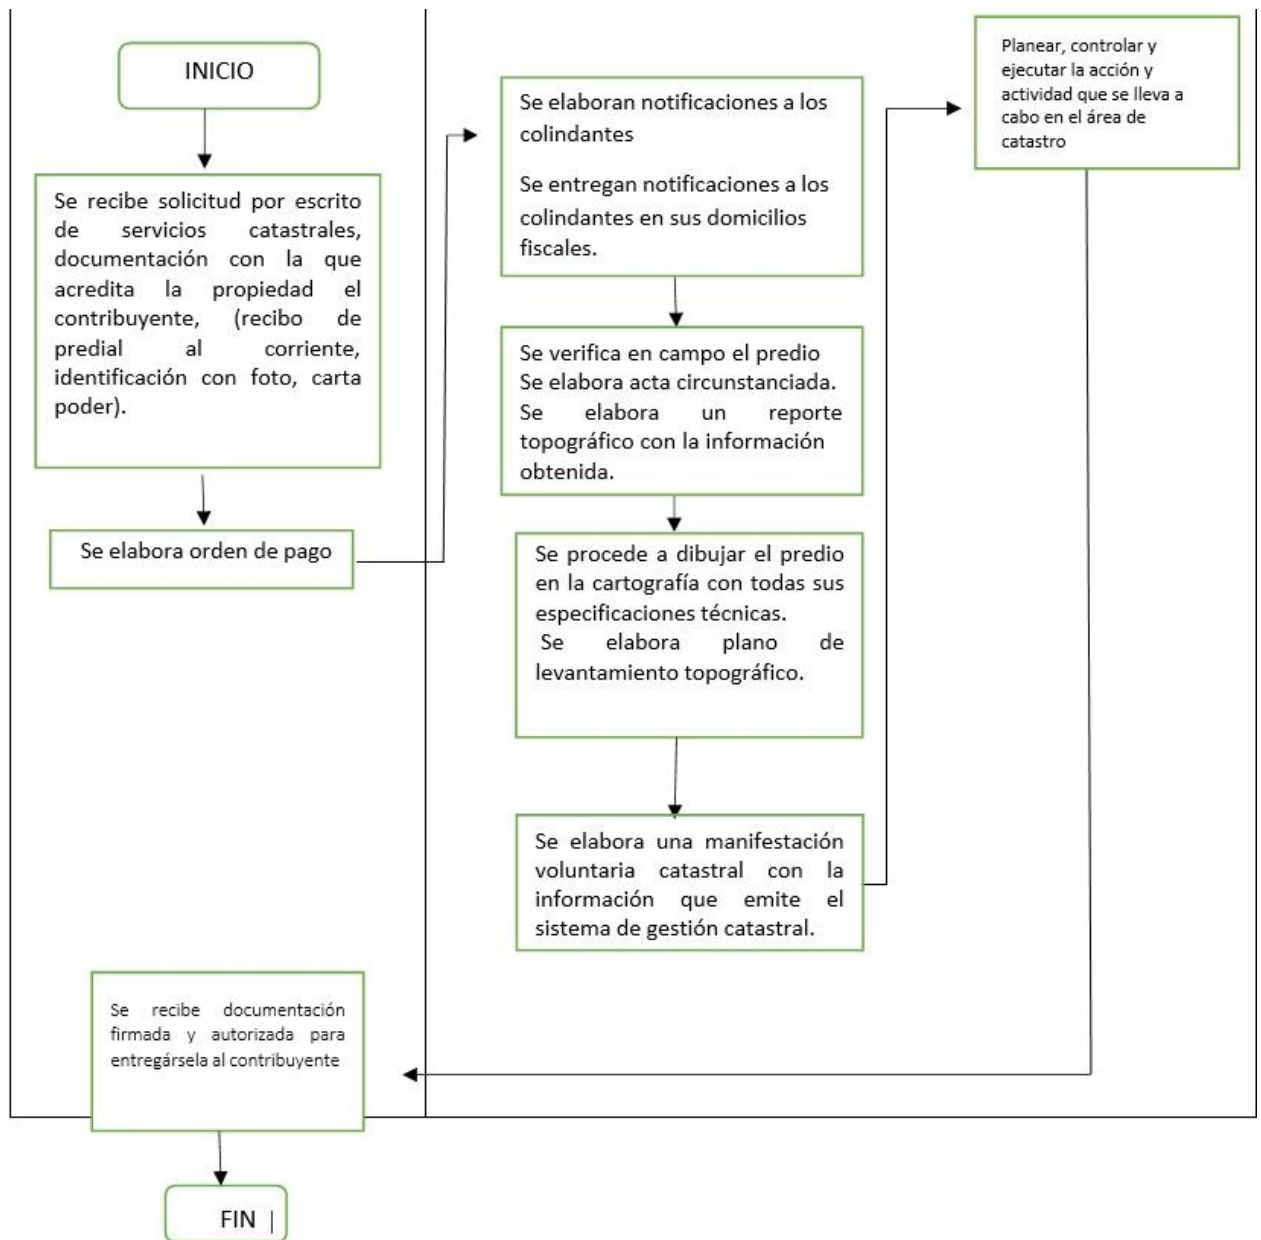 INICIO
Se recibe solicitud por escrito
de servicios catastrales,
documentación con la que
acredita la propiedad el
contribuyente, (recibo de
predial al corriente,
identificación con foto, carta
poder).
Se elabora orden de pago
Se elaboran notificaciones a los
colindantes
Se entregan notificaciones a los
colindantes en sus domicilios
fiscales.
Se verifica en campo el predio
Se elabora acta circunstanciada.
Se elabora un reporte
topográfico con la información
obtenida.
Se procede a dibujar el predio
en la cartografía con todas sus
especificaciones técnicas.
Se elabora plano de
levantamiento topográfico.
Se elabora una manifestación
voluntaria catastral con la
información que emite el
sistema de gestión catastral.
Planear, controlar y
ejecutar la acción y
actividad que se lleva a
cabo en el área de
catastro
Se recibe documentación
firmada y autorizada para
entregársela al contribuyente
FIN